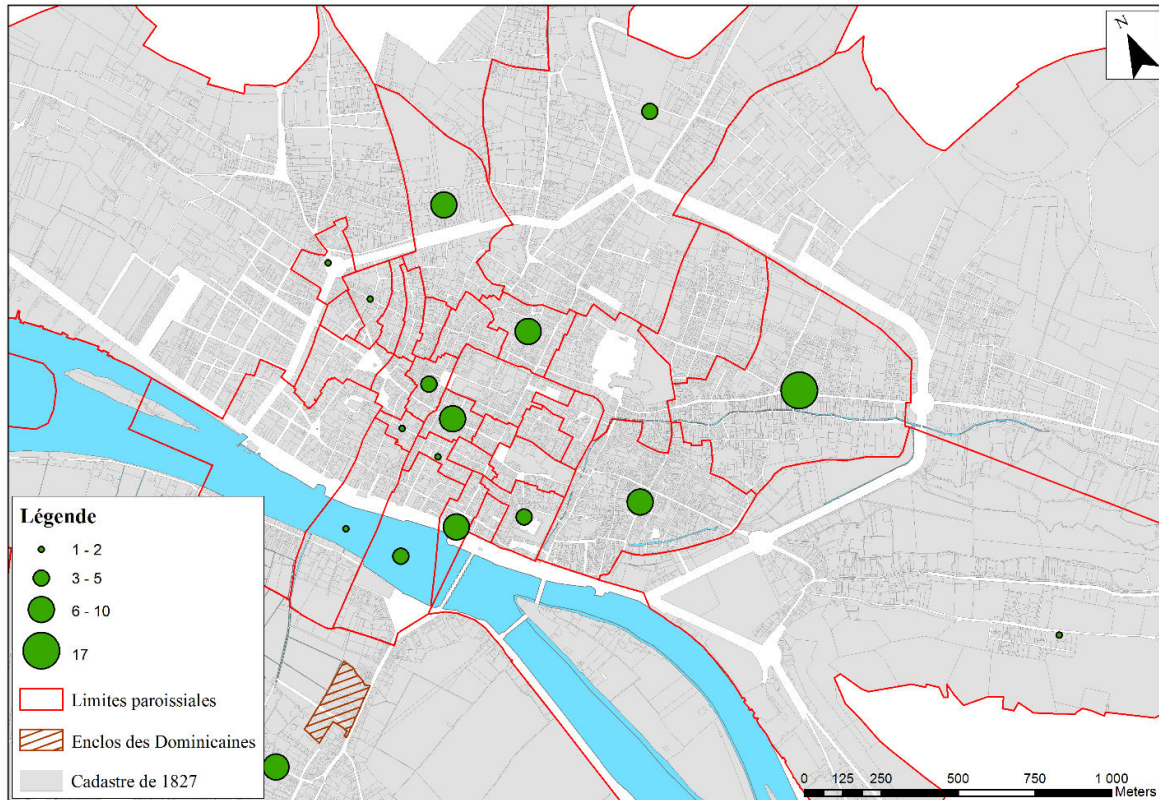 N
Légende
1 - 2
3 - 5
6 - 10
17
Limites paroissiales
Enclos des Dominicaines
Cadastre de 1827
0 125 250 500 750 1 000
Meters